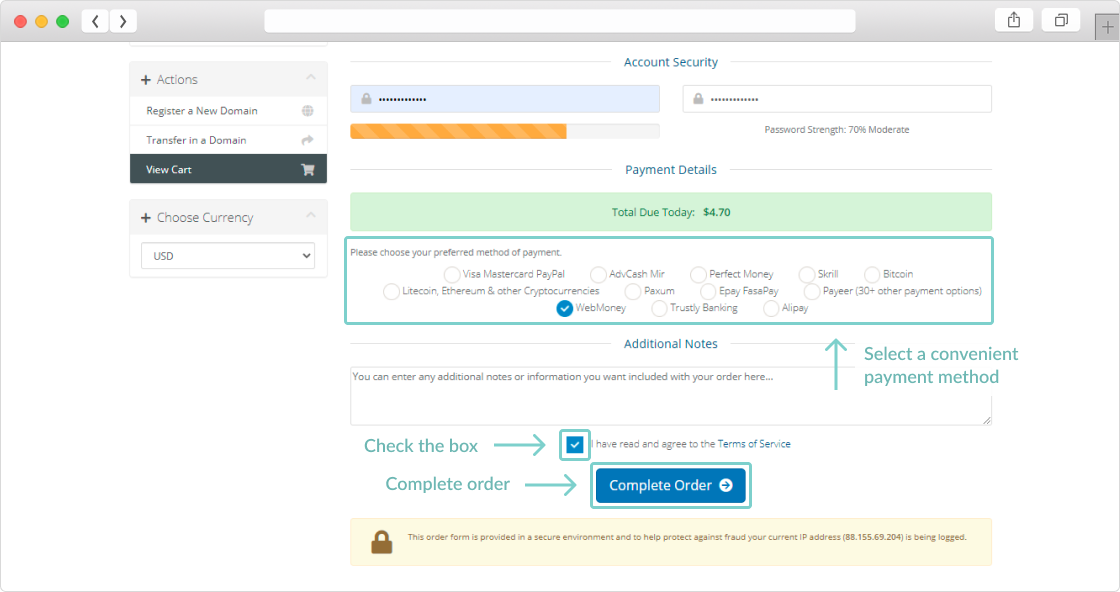 Actions
Register a New Domain
Transfer in a Domain
View Cart
Choose Currency
USD
Account Security
Password Strength: 70% Moderate
Payment Details
Total Due Today: $4.70
Please choose your preferred method of payment.
Visa Mastercard PayPal AdvCash Mir Perfect Money Skrill Bitcoin
Litecoin, Ethereum & other Cryptocurrencies Paxum Epay FasaPay Payeer (30+ other payment options)
WebMoney Trustly Banking Alipay
Additional Notes
Select a convenient
payment method
You can enter any additional notes or information you want included with your order here...
Check the box
I have read and agree to the Terms of Service
Complete order
Complete Order
This order form is provided in a secure environment and to help protect against fraud your current IP address (88.155.69.204) is being logged.